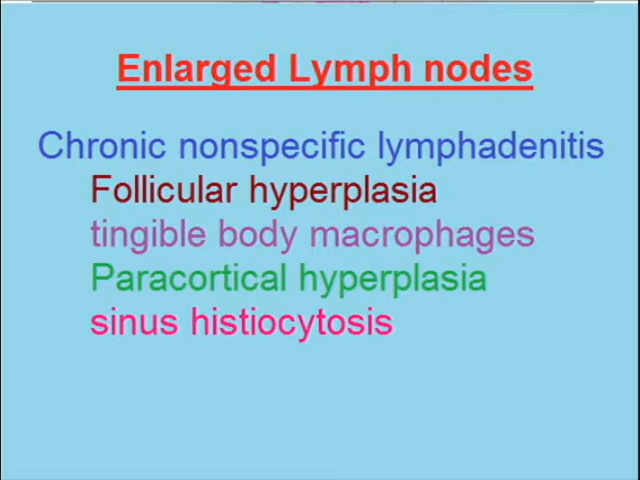 Enlarged Lymph nodes
Chronic nonspecific lymphadenitis
Follicular hyperplasia
tingible body macrophages
Paracortical hyperplasia
sinus histiocytosis